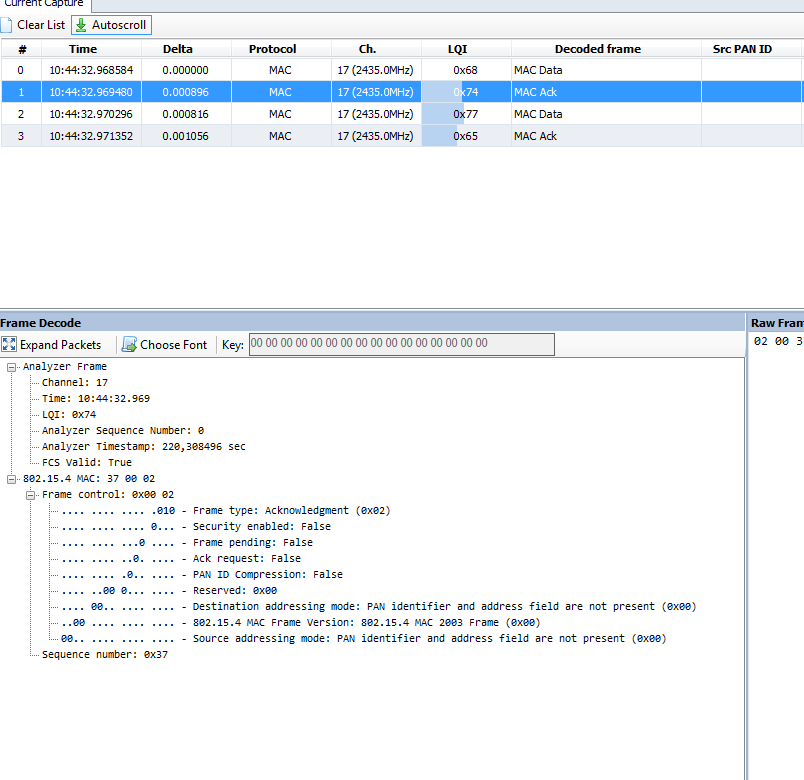 Current Capture
Clear List Autoscroll
# Time Delta Protocol Ch. LQI Decoded frame Src PAN ID
0 10:44:32.968584 0.000000 MAC 17 (2435.0MHz) 0x68 MAC Data
1 10:44:32.969480 0.000896 MAC 17 (2435.0MHz) 0x74 MAC Ack
2 10:44:32.970296 0.000816 MAC 17 (2435.0MHz) 0x77 MAC Data
3 10:44:32.971352 0.001056 MAC 17 (2435.0MHz) 0x65 MAC Ack
Frame Decode
Expand Packets Choose Font Key: 00 00 00 00 00 00 00 00 00 00 00 00 00 00 00 00
Analyzer Frame
Channel: 17
Time: 10:44:32.969
LQI: 0x74
Analyzer Sequence Number: 0
Analyzer Timestamp: 220,308496 sec
FCS Valid: True
802.15.4 MAC: 37 00 02
Frame control: 0x00 02
.... .... .... .010 - Frame type: Acknowledgment (0x02)
.... .... .... 0... - Security enabled: False
.... .... ...0 .... - Frame pending: False
.... .... ..0. .... - Ack request: False
.... .... .0.. .... - PAN ID Compression: False
.... ..00 0... .... - Reserved: 0x00
.... 00.. .... .... - Destination addressing mode: PAN identifier and address field are not present (0x00)
..00 .... .... .... - 802.15.4 MAC Frame Version: 802.15.4 MAC 2003 Frame (0x00)
00.. .... .... .... - Source addressing mode: PAN identifier and address field are not present (0x00)
Sequence number: 0x37
Raw Fram
02 00 3